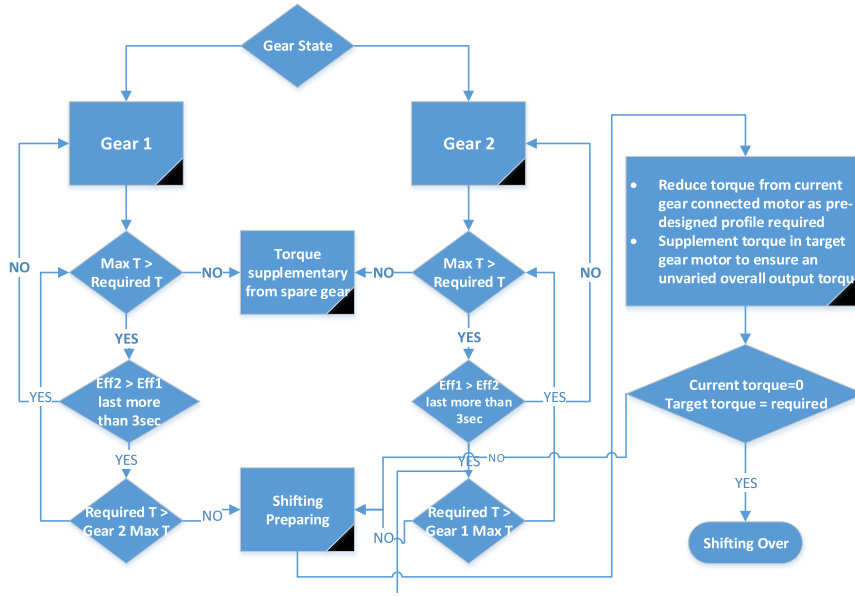 Gear State
Gear 1
Gear 2
• Reduce torque from current
gear connected motor as pre-
designed profile required
• Supplement torque in target
gear motor to ensure an
unvaried overall output torque
Max T >
Required T
NO
Torque
supplementary
from spare gear
NO
Max T >
Required T
NO
NO
YES
YES
Eff2 > Eff1
last more
than 3sec
YES
Eff1 > Eff2
last more than
3sec
YES
Current torque=0
Target torque = required
YES
YES
NO
YES
Required T >
Gear 2 Max T
NO
Shifting
Preparing
NO
Required T >
Gear 1 Max T
Shifting Over